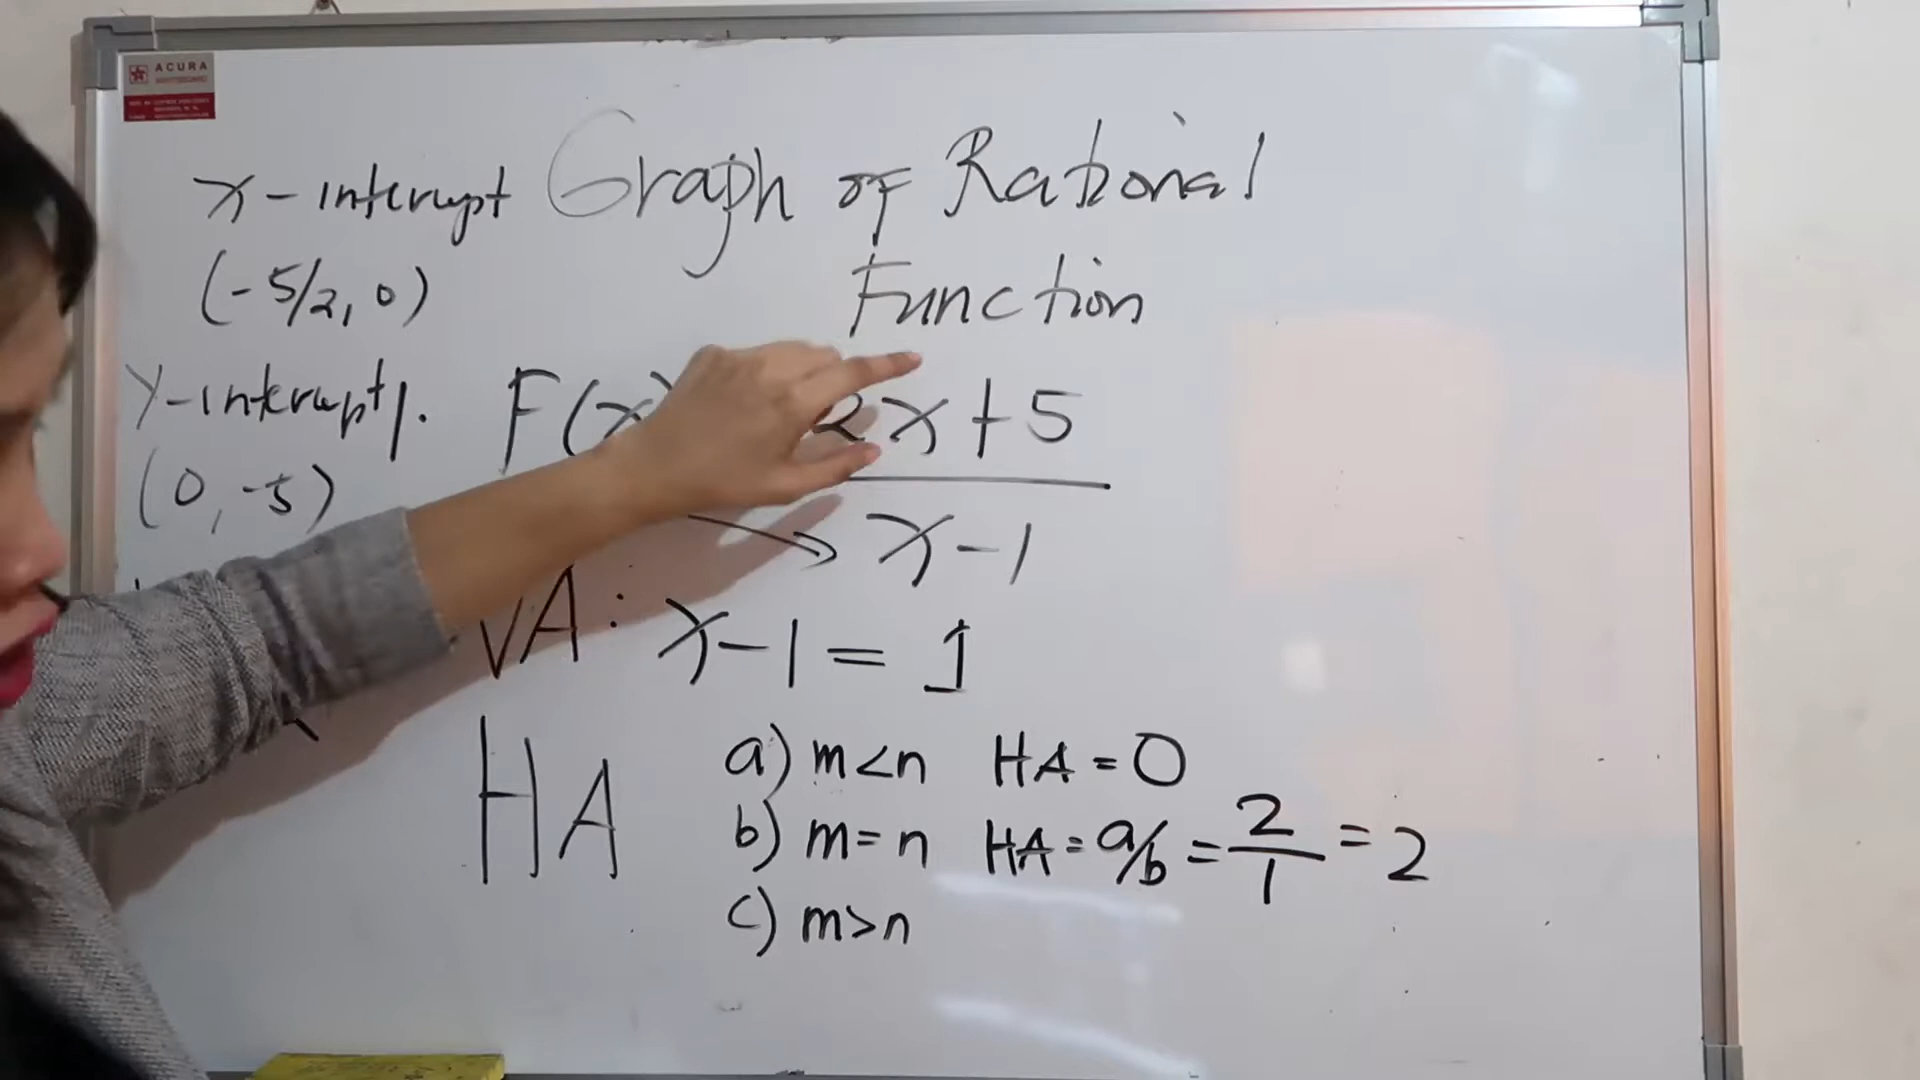 ACURA
x-intercept Graph of Rational
Function
(-5/2, 0)
y-intercept.
(0, -5)
F(x) 2x+5
x-1
VA: x-1 = 1
HA
a) m<n HA = 0
b) m = n HA = a/b = 2/1 = 2
c) m>n